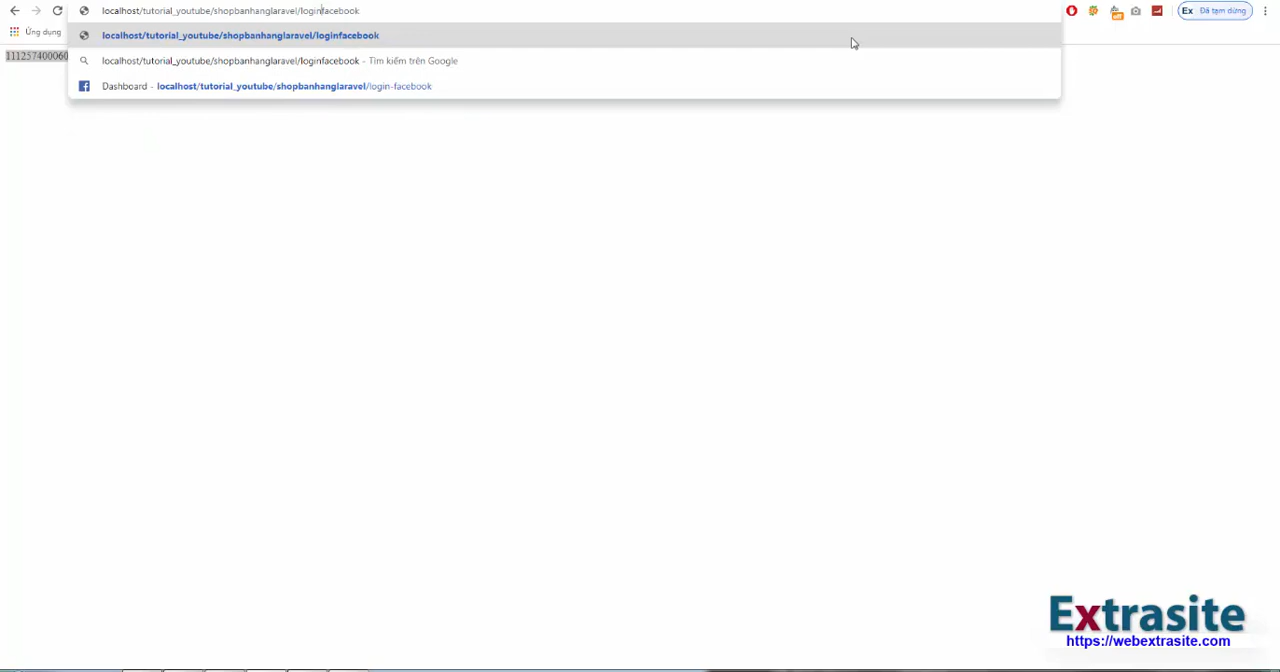 localhost/tutorial_youtube/shopbanhanglaravel/loginfacebook
Ex Đã tạm dừng
Ứng dụng
localhost/tutorial_youtube/shopbanhanglaravel/loginfacebook
111257400060
localhost/tutorial_youtube/shopbanhanglaravel/loginfacebook - Tìm kiếm trên Google
Dashboard - localhost/tutorial_youtube/shopbanhanglaravel/login-facebook
Extrasite
https://webextrasite.com